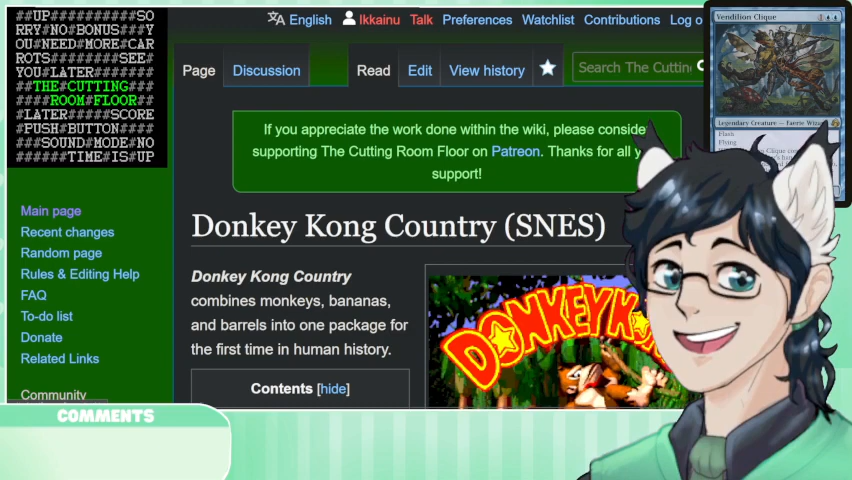 ##UP##########SO
RRY#NO#BONUS###Y
OU#NEED#MORE#CAR
ROTS#######SEE#
YOU#LATER#######
##THE#CUTTING###
####ROOM#FLOOR##
#LATER#####SCORE
#PUSH#BUTTON####
###SOUND#MODE#NO
######TIME#IS#UP
English Ikkainu Talk Preferences Watchlist Contributions Log o
Page Discussion Read Edit View history Search The Cuttin
Vendilion Clique
Legendary Creature — Faerie Wizar
Flash
Flying
If you appreciate the work done within the wiki, please conside
supporting The Cutting Room Floor on Patreon. Thanks for all y
support!
Main page
Recent changes
Random page
Rules & Editing Help
FAQ
To-do list
Donate
Related Links
Community
Donkey Kong Country (SNES)
Donkey Kong Country
combines monkeys, bananas,
and barrels into one package for
the first time in human history.
Contents [hide]
DONKEY KON
COMMENTS